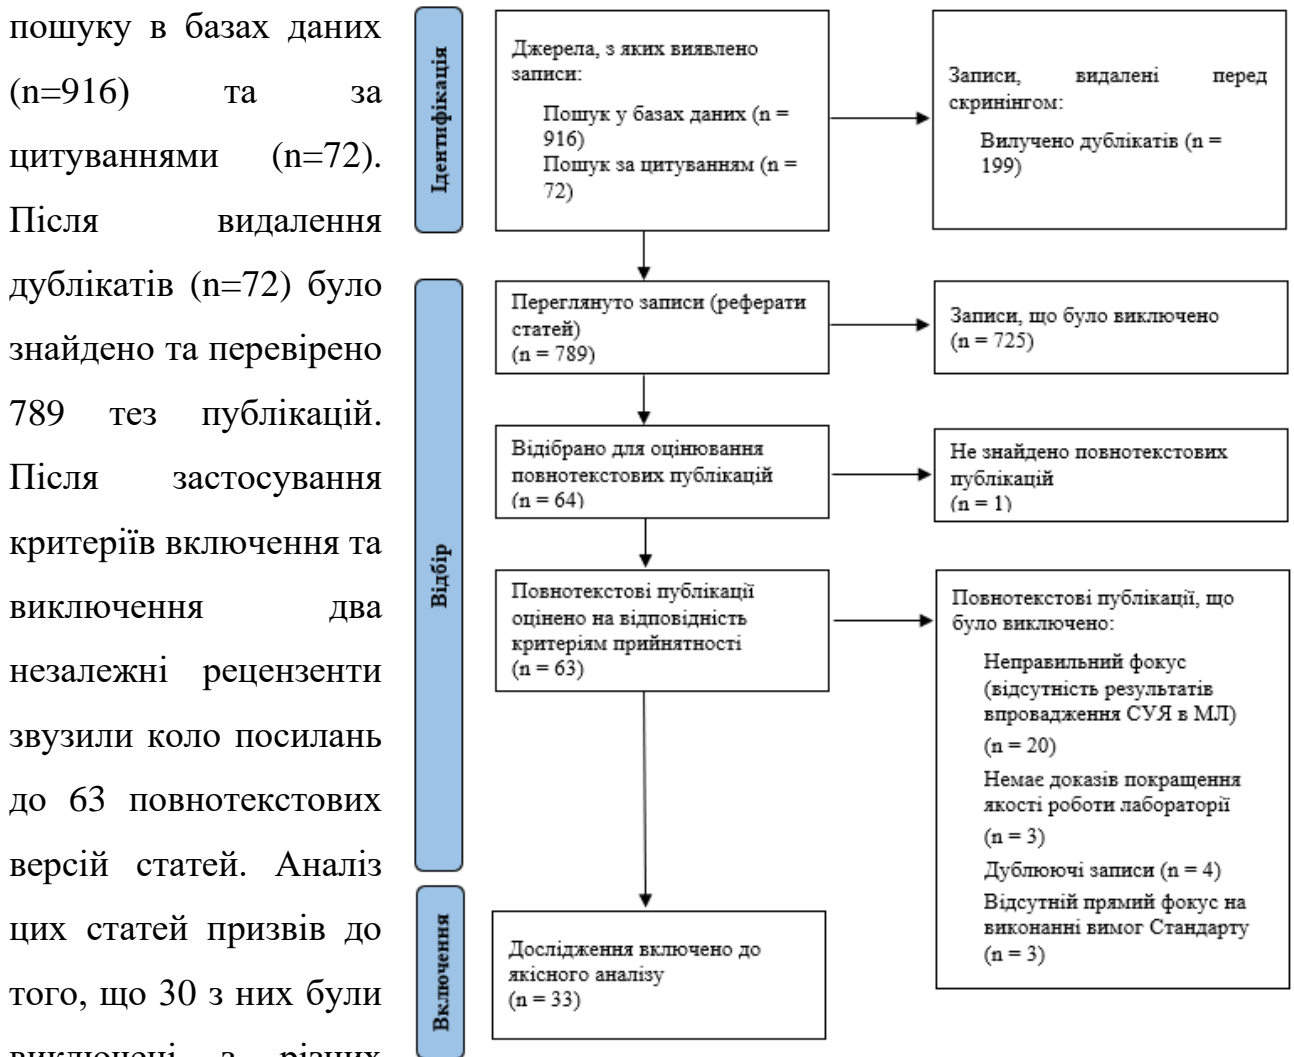 пошуку в базах даних
(n=916) та за
цитуваннями (n=72).
Після видалення
дублікатів (n=72) було
знайдено та перевірено
789 тез публікацій.
Після застосування
критеріїв включення та
виключення два
незалежні рецензенти
звузили коло посилань
до 63 повнотекстових
версій статей. Аналіз
цих статей призвів до
того, що 30 з них були
виключені з різних
Ідентифікація
Джерела, з яких виявлено
записи:
Пошук у базах даних (n =
916)
Пошук за цитуванням (n =
72)
Записи, видалені перед
скринінгом:
Вилучено дублікатів (n =
199)
Відбір
Переглянуто записи (реферати
статей)
(n = 789)
Записи, що було виключено
(n = 725)
Відібрано для оцінювання
повнотекстових публікацій
(n = 64)
Не знайдено повнотекстових
публікацій
(n = 1)
Повнотекстові публікації
оцінено на відповідність
критеріям прийнятності
(n = 63)
Повнотекстові публікації, що
було виключено:
Неправильний фокус
(відсутність результатів
впровадження СУЯ в МЛ)
(n = 20)
Немає доказів покращення
якості роботи лабораторії
(n = 3)
Дублюючі записи (n = 4)
Відсутній прямий фокус на
виконанні вимог Стандарту
(n = 3)
Включення
Дослідження включено до
якісного аналізу
(n = 33)